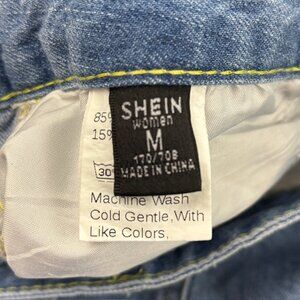 SHEIN
women
M
170/70B
MADE IN CHINA
85%
15%
30
Machine Wash
Cold Gentle,With
Like Colors,